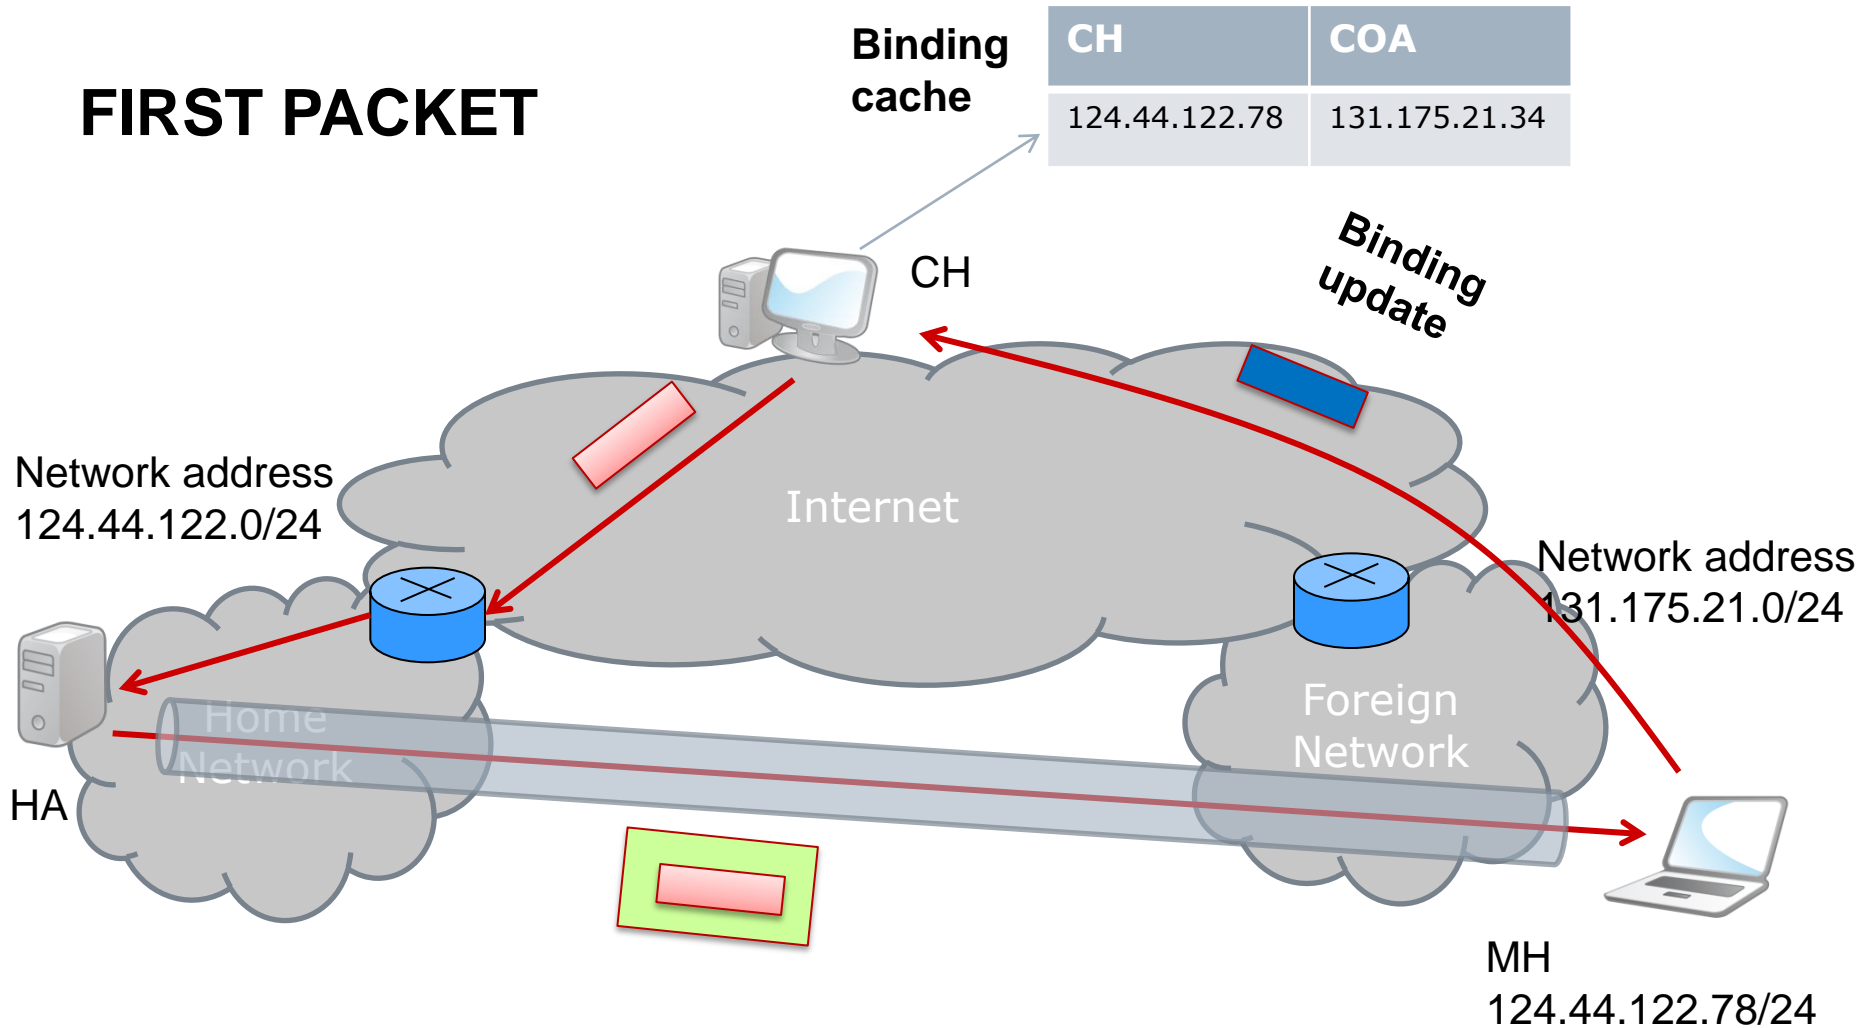 Binding
cache
CH COA
124.44.122.78 131.175.21.34
FIRST PACKET
Binding
update
CH
Network address
124.44.122.0/24
Internet
Network address
131.175.21.0/24
Home
Network
Foreign
Network
HA
MH
124.44.122.78/24